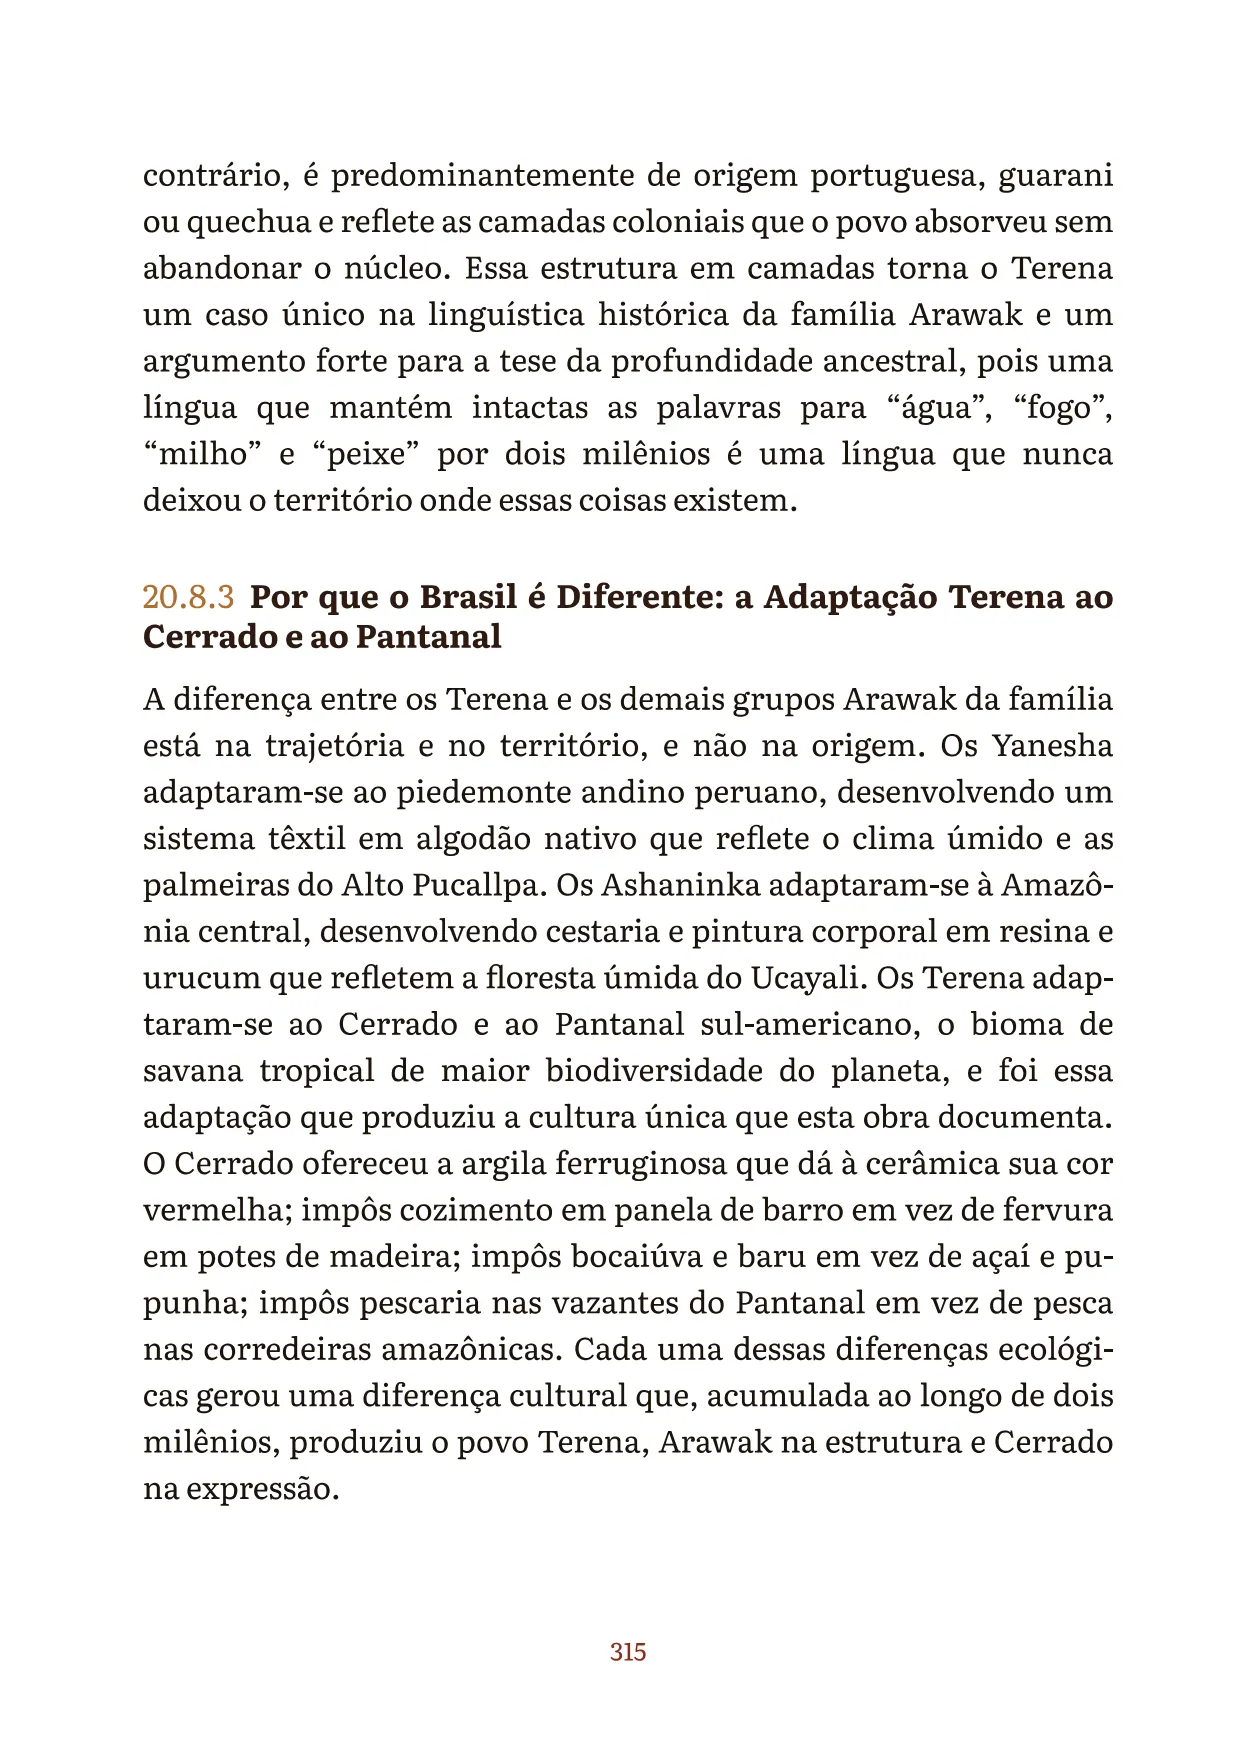 contrário, é predominantemente de origem portuguesa, guarani
ou quechua e reflete as camadas coloniais que o povo absorveu sem
abandonar o núcleo. Essa estrutura em camadas torna o Terena
um caso único na linguística histórica da família Arawak e um
argumento forte para a tese da profundidade ancestral, pois uma
língua que mantém intactas as palavras para “água”, “fogo”,
“milho” e “peixe” por dois milênios é uma língua que nunca
deixou o território onde essas coisas existem.
20.8.3 Por que o Brasil é Diferente: a Adaptação Terena ao
Cerrado e ao Pantanal
A diferença entre os Terena e os demais grupos Arawak da família
está na trajetória e no território, e não na origem. Os Yanesha
adaptaram-se ao piedemonte andino peruano, desenvolvendo um
sistema têxtil em algodão nativo que reflete o clima úmido e as
palmeiras do Alto Pucallpa. Os Ashaninka adaptaram-se à Amazô-
nia central, desenvolvendo cestaria e pintura corporal em resina e
urucum que refletem a floresta úmida do Ucayali. Os Terena adap-
taram-se ao Cerrado e ao Pantanal sul-americano, o bioma de
savana tropical de maior biodiversidade do planeta, e foi essa
adaptação que produziu a cultura única que esta obra documenta.
O Cerrado ofereceu a argila ferruginosa que dá à cerâmica sua cor
vermelha; impôs cozimento em panela de barro em vez de fervura
em potes de madeira; impôs bocaiúva e baru em vez de açaí e pu-
punha; impôs pescaria nas vazantes do Pantanal em vez de pesca
nas corredeiras amazônicas. Cada uma dessas diferenças ecológi-
cas gerou uma diferença cultural que, acumulada ao longo de dois
milênios, produziu o povo Terena, Arawak na estrutura e Cerrado
na expressão.
315